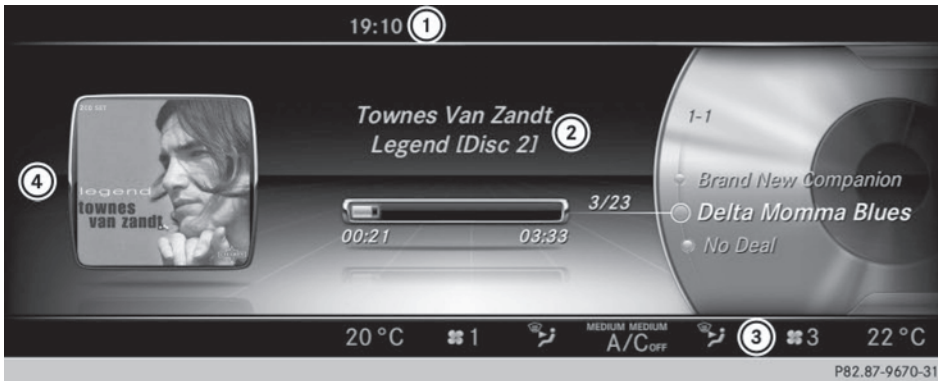 19:10 1
Townes Van Zandt
Legend [Disc 2]
2
4
legend
townes
van zandt
1-1
Brand New Companion
3/23
Delta Momma Blues
No Deal
00:21 03:33
20 °C 1 MEDIUM MEDIUM A/C OFF 3 3 22 °C
P82.87-9670-31